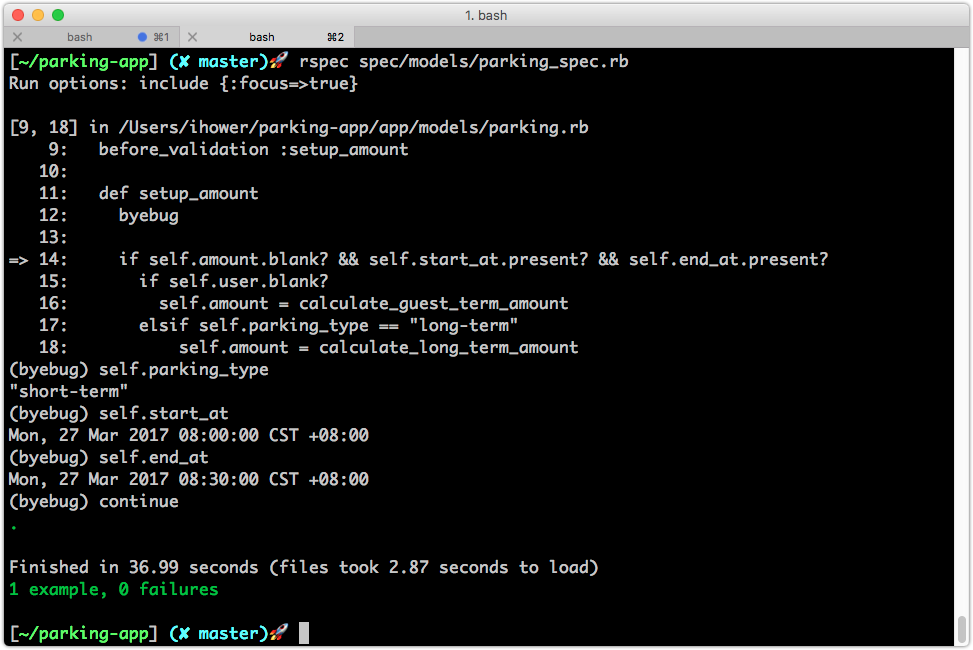 1. bash
bash ⌘1 bash ⌘2
[~/parking-app] (✘ master)🚀 rspec spec/models/parking_spec.rb
Run options: include {:focus=>true}
[9, 18] in /Users/ihower/parking-app/app/models/parking.rb
    9:   before_validation :setup_amount
   10:
   11:   def setup_amount
   12:     byebug
   13:
=> 14:     if self.amount.blank? && self.start_at.present? && self.end_at.present?
   15:       if self.user.blank?
   16:         self.amount = calculate_guest_term_amount
   17:       elsif self.parking_type == "long-term"
   18:           self.amount = calculate_long_term_amount
(byebug) self.parking_type
"short-term"
(byebug) self.start_at
Mon, 27 Mar 2017 08:00:00 CST +08:00
(byebug) self.end_at
Mon, 27 Mar 2017 08:30:00 CST +08:00
(byebug) continue
.
Finished in 36.99 seconds (files took 2.87 seconds to load)
1 example, 0 failures
[~/parking-app] (✘ master)🚀